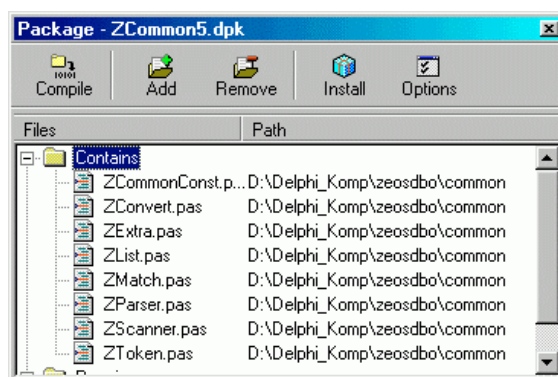 Package - ZCommon5.dpk
Compile Add Remove Install Options
Files Path
Contains
ZCommonConst.p... D:\Delphi_Komp\zeosdbo\common
ZConvert.pas D:\Delphi_Komp\zeosdbo\common
ZExtra.pas D:\Delphi_Komp\zeosdbo\common
ZList.pas D:\Delphi_Komp\zeosdbo\common
ZMatch.pas D:\Delphi_Komp\zeosdbo\common
ZParser.pas D:\Delphi_Komp\zeosdbo\common
ZScanner.pas D:\Delphi_Komp\zeosdbo\common
ZToken.pas D:\Delphi_Komp\zeosdbo\common